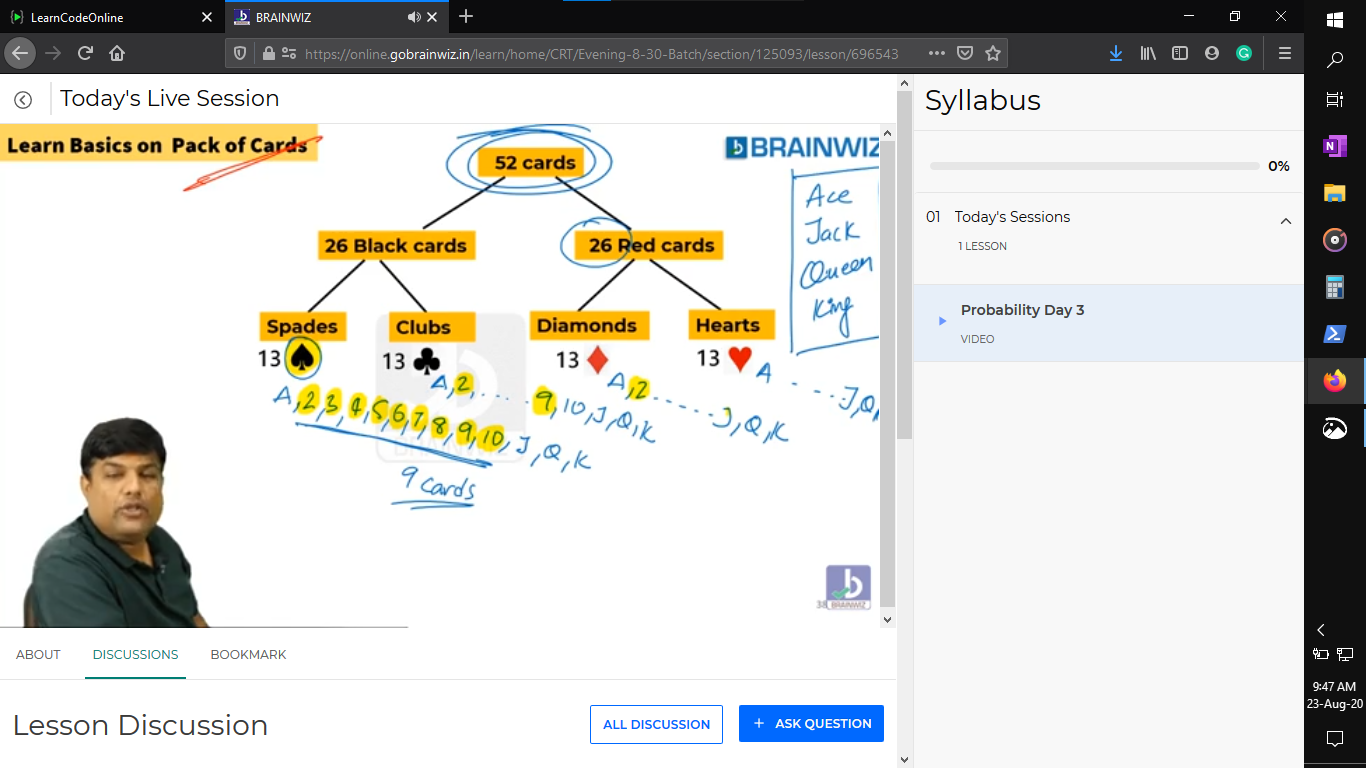 LearnCodeOnline
BRAINWIZ
https://online.gobrainwiz.in/learn/home/CRT/Evening-8-30-Batch/section/125093/lesson/696543
Today's Live Session
Syllabus
0%
01 Today's Sessions
1 LESSON
Probability Day 3
VIDEO
Learn Basics on Pack of Cards
BRAINWIZ
52 cards
Ace
Jack
Queen
King
26 Black cards
26 Red cards
Spades
Clubs
Diamonds
Hearts
13 ♠
13 ♣
13 ♦
13 ♥
A, 2, 3, 4, 5, 6, 7, 8, 9, 10, J, Q, K
A, 2, ..... 9, 10, J, Q, K
A, 2 ...... J, Q, K
A .... J, Q,
9 cards
BRAINWIZ
38 BRAINWIZ
ABOUT
DISCUSSIONS
BOOKMARK
Lesson Discussion
ALL DISCUSSION
+ ASK QUESTION
9:47 AM
23-Aug-20